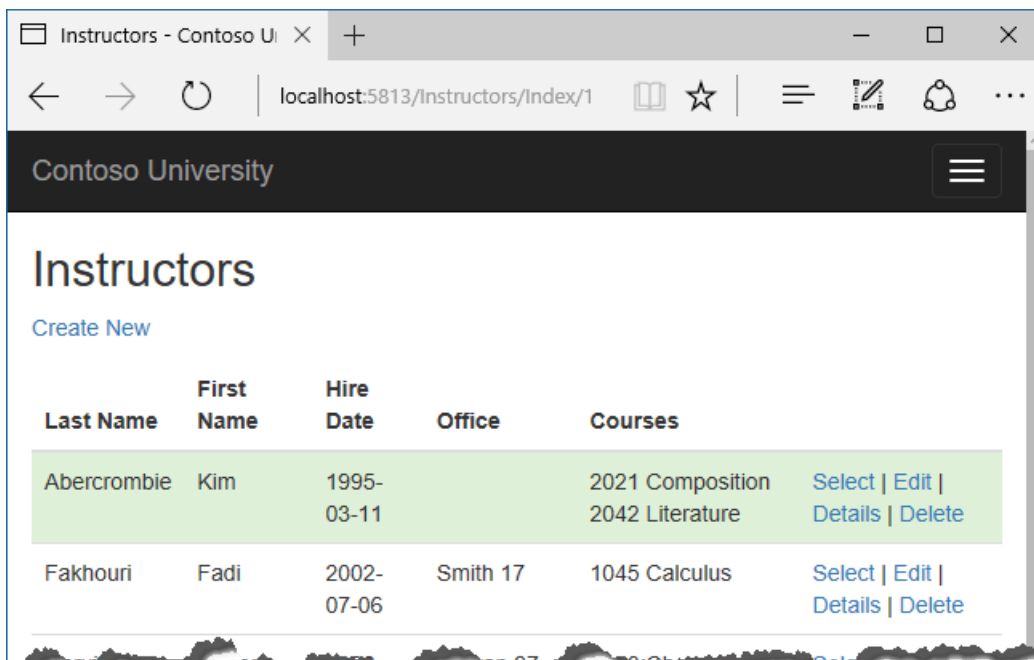 Instructors - Contoso U
localhost:5813/Instructors/Index/1
Contoso University
Instructors
Create New
Last Name First Name Hire Date Office Courses
Abercrombie Kim 1995-03-11 2021 Composition Select | Edit |
2042 Literature Details | Delete
Fakhouri Fadi 2002-07-06 Smith 17 1045 Calculus Select | Edit |
Details | Delete